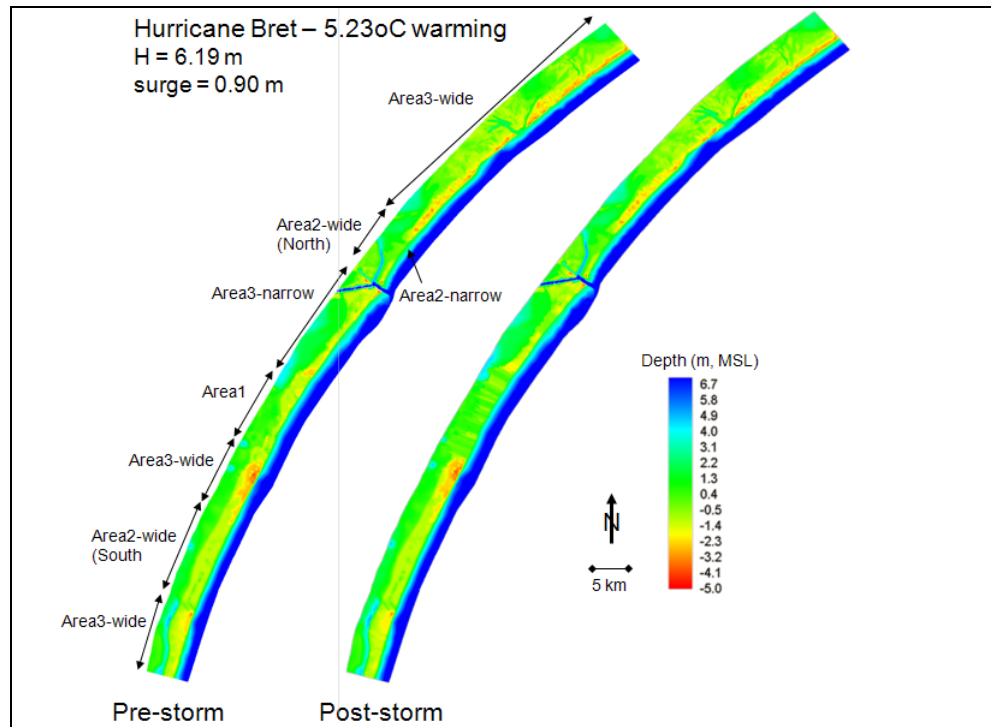 Hurricane Bret – 5.23oC warming
H = 6.19 m
surge = 0.90 m
Area3-wide
Area2-wide
(North)
Area3-narrow
Area2-narrow
Area1
Area3-wide
Area2-wide
(South
Area3-wide
Depth (m, MSL)
6.7
5.8
4.9
4.0
3.1
2.2
1.3
0.4
-0.5
-1.4
-2.3
-3.2
-4.1
-5.0
N
5 km
Pre-storm
Post-storm